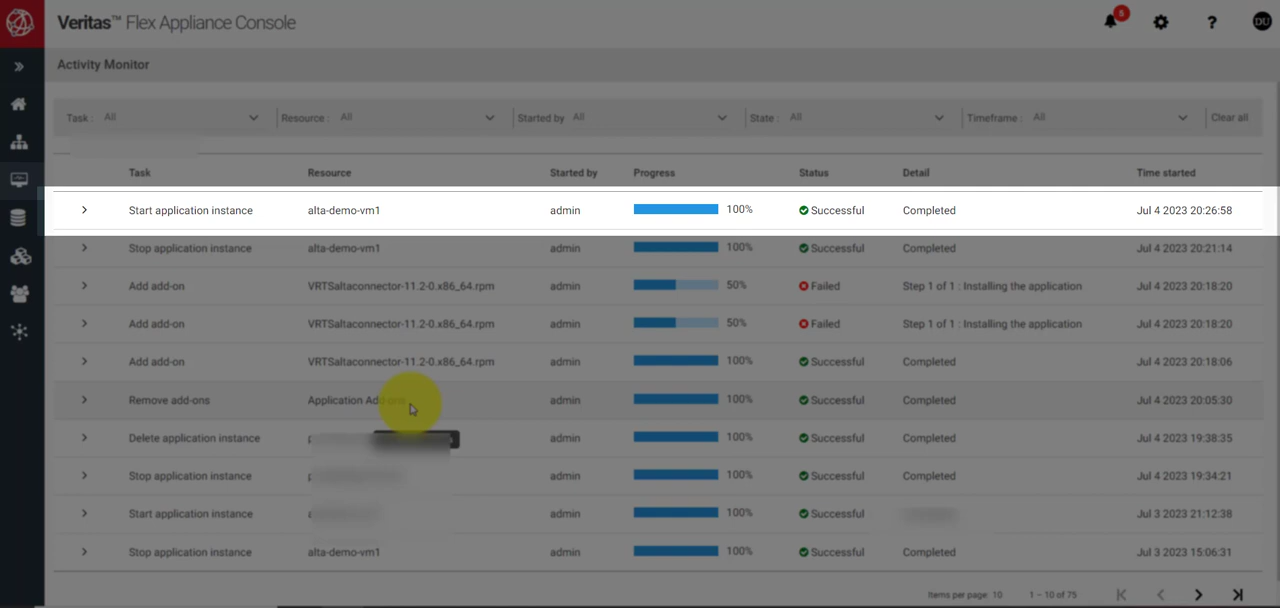 Veritas™ Flex Appliance Console
5
?
DU
Activity Monitor
Task : All
Resource : All
Started by All
State : All
Timeframe : All
Clear all
Task Resource Started by Progress Status Detail Time started
Start application instance alta-demo-vm1 admin 100% Successful Completed Jul 4 2023 20:26:58
Stop application instance alta-demo-vm1 admin 100% Successful Completed Jul 4 2023 20:21:14
Add add-on VRTSaltaconnector-11.2-0.x86_64.rpm admin 50% Failed Step 1 of 1 : Installing the application Jul 4 2023 20:18:20
Add add-on VRTSaltaconnector-11.2-0.x86_64.rpm admin 50% Failed Step 1 of 1 : Installing the application Jul 4 2023 20:18:20
Add add-on VRTSaltaconnector-11.2-0.x86_64.rpm admin 100% Successful Completed Jul 4 2023 20:18:06
Remove add-ons Application Add-ons admin 100% Successful Completed Jul 4 2023 20:05:30
Delete application instance admin 100% Successful Completed Jul 4 2023 19:38:35
Stop application instance admin 100% Successful Completed Jul 4 2023 19:34:21
Start application instance admin 100% Successful Jul 3 2023 21:12:38
Stop application instance alta-demo-vm1 admin 100% Successful Completed Jul 3 2023 15:06:31
Items per page: 10 1 – 10 of 75